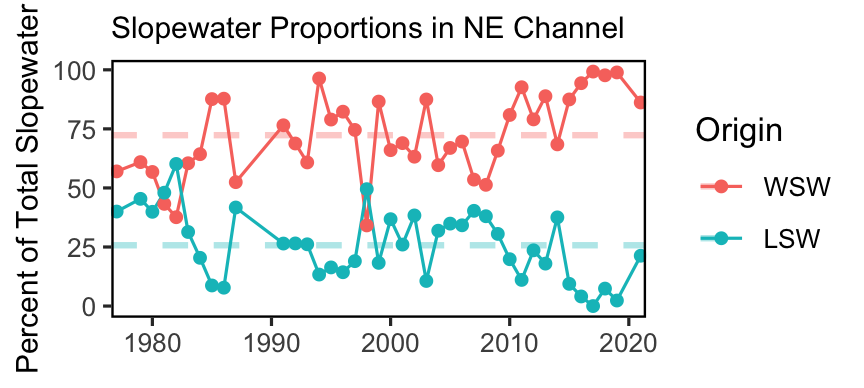 Slopewater Proportions in NE Channel
Percent of Total Slopewater
100
75
50
25
0
1980 1990 2000 2010 2020
Origin
WSW
LSW